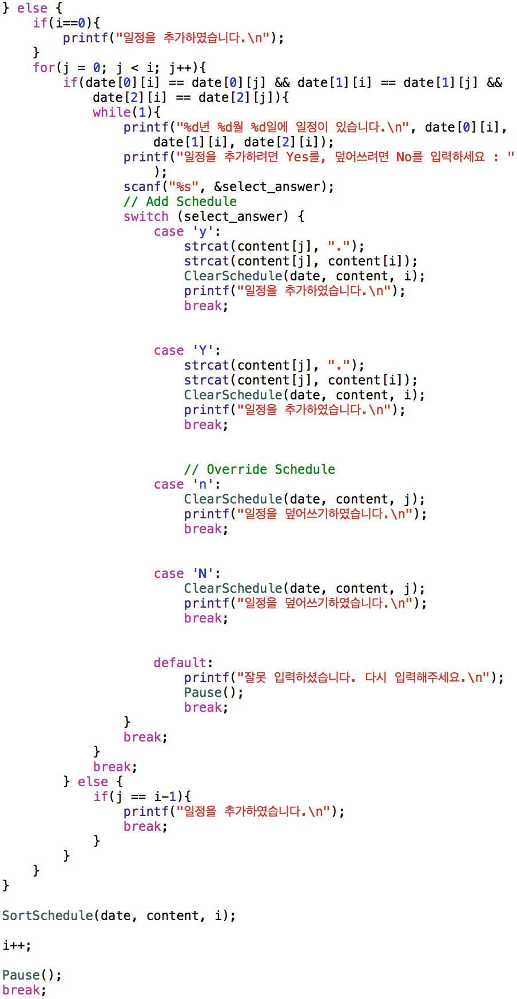 } else {
    if(i==0){
        printf("일정을 추가하였습니다.\n");
    }
    for(j = 0; j < i; j++){
        if(date[0][i] == date[0][j] && date[1][i] == date[1][j] &&
            date[2][i] == date[2][j]){
            while(1){
                printf("%d년 %d월 %d일에 일정이 있습니다.\n", date[0][i],
                    date[1][i], date[2][i]);
                printf("일정을 추가하려면 Yes를, 덮어쓰려면 No를 입력하세요 : "
                    );
                scanf("%s", &select_answer);
                // Add Schedule
                switch (select_answer) {
                    case 'y':
                        strcat(content[j], ".");
                        strcat(content[j], content[i]);
                        ClearSchedule(date, content, i);
                        printf("일정을 추가하였습니다.\n");
                        break;
                    case 'Y':
                        strcat(content[j], ".");
                        strcat(content[j], content[i]);
                        ClearSchedule(date, content, i);
                        printf("일정을 추가하였습니다.\n");
                        break;
                        // Override Schedule
                    case 'n':
                        ClearSchedule(date, content, j);
                        printf("일정을 덮어쓰기하였습니다.\n");
                        break;
                    case 'N':
                        ClearSchedule(date, content, j);
                        printf("일정을 덮어쓰기하였습니다.\n");
                        break;
                    default:
                        printf("잘못 입력하셨습니다. 다시 입력해주세요.\n");
                        Pause();
                        break;
                }
                break;
            }
            break;
        } else {
            if(j == i-1){
                printf("일정을 추가하였습니다.\n");
                break;
            }
        }
    }
}
SortSchedule(date, content, i);
i++;
Pause();
break;